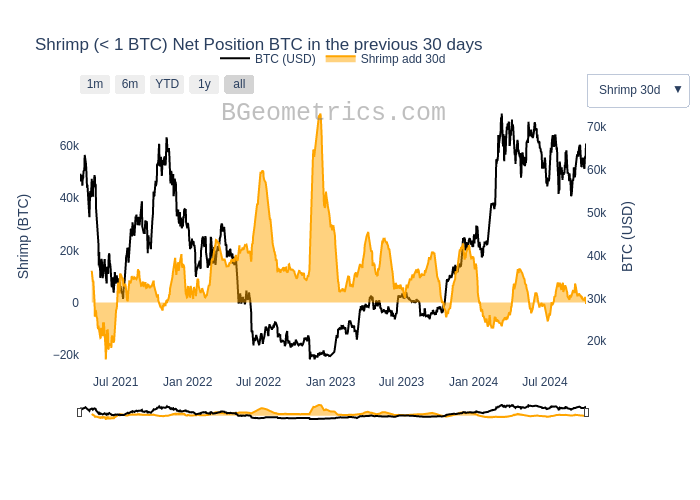 Shrimp (< 1 BTC) Net Position BTC in the previous 30 days
BTC (USD) Shrimp add 30d
1m 6m YTD 1y all
Shrimp 30d ▼
BGeometrics.com
60k
40k
20k
0
−20k
Shrimp (BTC)
70k
60k
50k
40k
30k
20k
BTC (USD)
Jul 2021 Jan 2022 Jul 2022 Jan 2023 Jul 2023 Jan 2024 Jul 2024